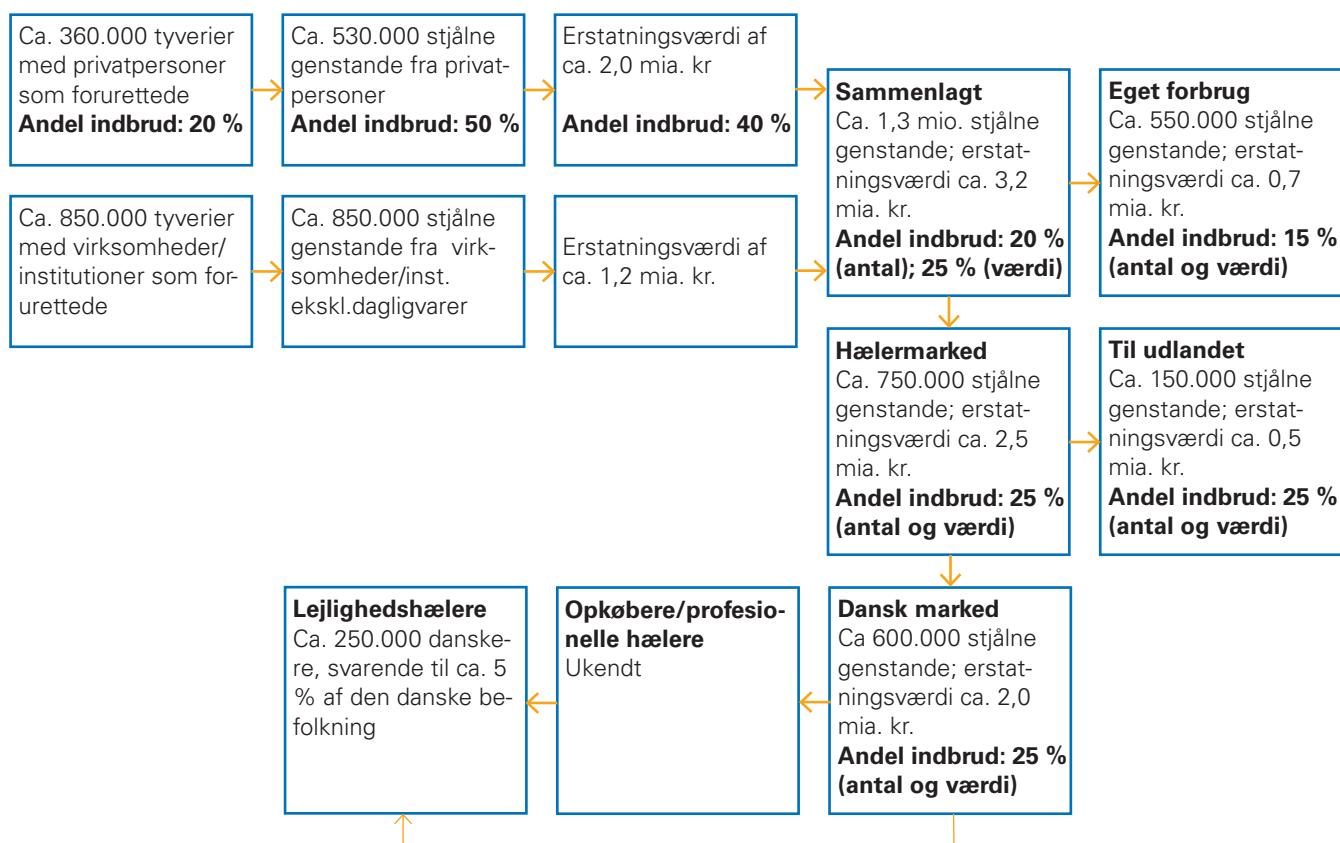 Ca. 360.000 tyverier
med privatpersoner
som forurettede
Andel indbrud: 20 %
Ca. 530.000 stjålne
genstande fra privat-
personer
Andel indbrud: 50 %
Erstatningsværdi af
ca. 2,0 mia. kr
Andel indbrud: 40 %
Sammenlagt
Ca. 1,3 mio. stjålne
genstande; erstat-
ningsværdi ca. 3,2
mia. kr.
Andel indbrud: 20 %
(antal); 25 % (værdi)
Eget forbrug
Ca. 550.000 stjålne
genstande; erstat-
ningsværdi ca. 0,7
mia. kr.
Andel indbrud: 15 %
(antal og værdi)
Ca. 850.000 tyverier
med virksomheder/
institutioner som for-
urettede
Ca. 850.000 stjålne
genstande fra virk-
somheder/inst.
ekskl.dagligvarer
Erstatningsværdi af
ca. 1,2 mia. kr.
Hælermarked
Ca. 750.000 stjålne
genstande; erstat-
ningsværdi ca. 2,5
mia. kr.
Andel indbrud: 25 %
(antal og værdi)
Til udlandet
Ca. 150.000 stjålne
genstande; erstat-
ningsværdi ca. 0,5
mia. kr.
Andel indbrud: 25 %
(antal og værdi)
Lejlighedshælere
Ca. 250.000 danske-
re, svarende til ca. 5
% af den danske be-
folkning
Opkøbere/profesio-
nelle hælere
Ukendt
Dansk marked
Ca 600.000 stjålne
genstande; erstat-
ningsværdi ca. 2,0
mia. kr.
Andel indbrud: 25 %
(antal og værdi)